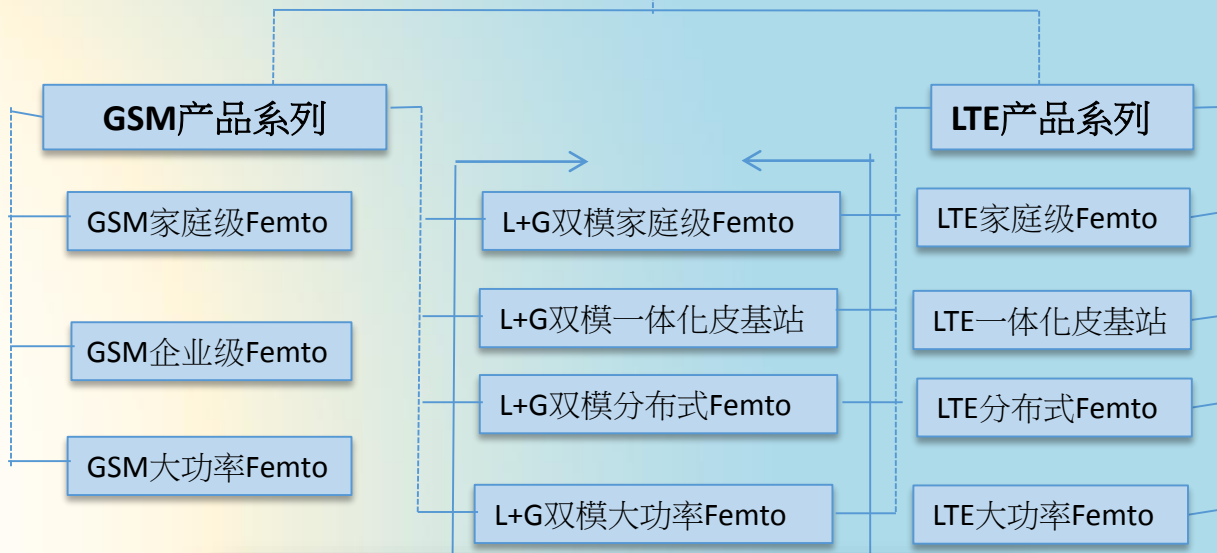 GSM产品系列
LTE产品系列
GSM家庭级Femto
L+G双模家庭级Femto
LTE家庭级Femto
GSM企业级Femto
L+G双模一体化皮基站
LTE一体化皮基站
L+G双模分布式Femto
LTE分布式Femto
GSM大功率Femto
L+G双模大功率Femto
LTE大功率Femto